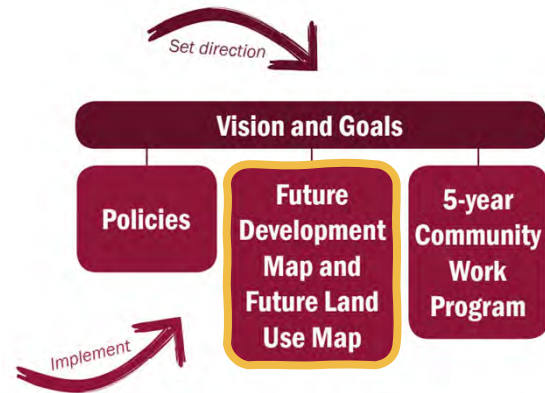 Set direction
Vision and Goals
Policies
Future
Development
Map and
Future Land
Use Map
5-year
Community
Work
Program
Implement